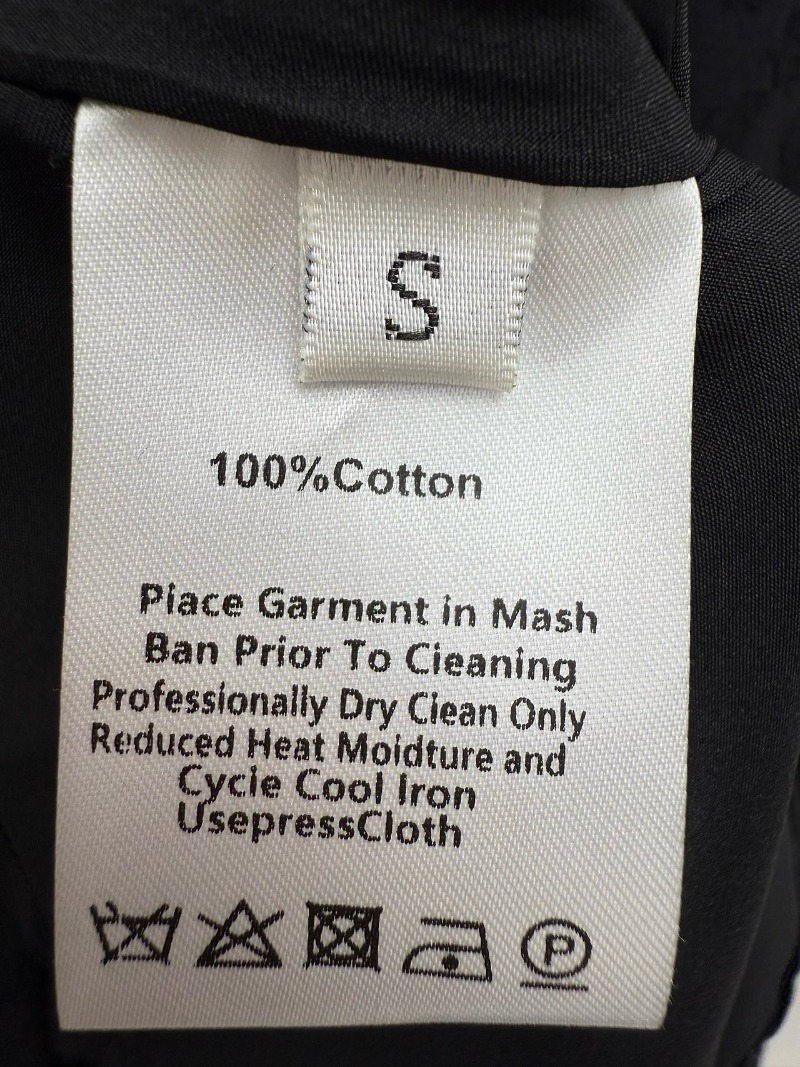 S
100%Cotton
Piace Garment in Mash
Ban Prior To Cieaning
Professionally Dry Ciean Only
Reduced Heat Moidture and
Cycie Cool Iron
UsepressCloth
P